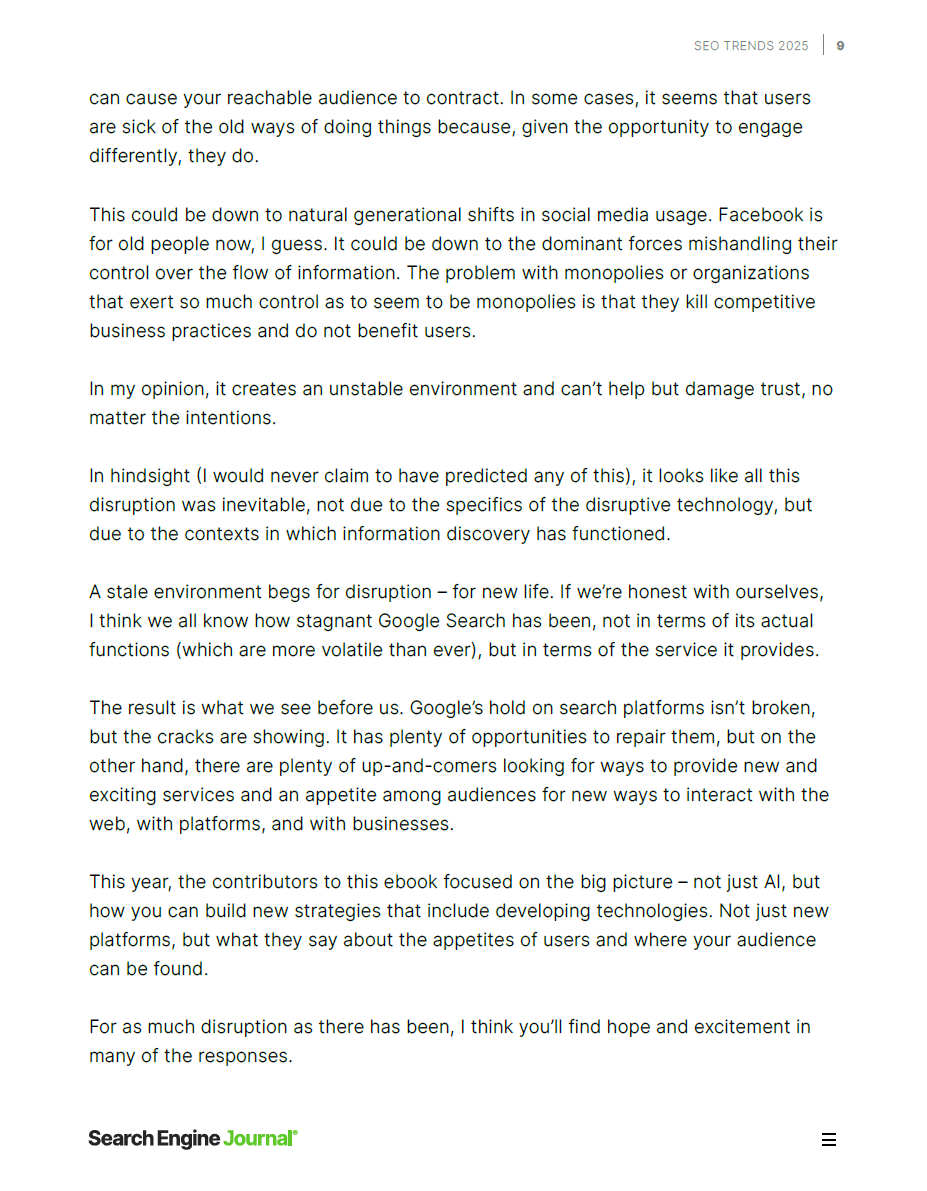 SEO TRENDS 2025 | 9
can cause your reachable audience to contract. In some cases, it seems that users
are sick of the old ways of doing things because, given the opportunity to engage
differently, they do.
This could be down to natural generational shifts in social media usage. Facebook is
for old people now, I guess. It could be down to the dominant forces mishandling their
control over the flow of information. The problem with monopolies or organizations
that exert so much control as to seem to be monopolies is that they kill competitive
business practices and do not benefit users.
In my opinion, it creates an unstable environment and can’t help but damage trust, no
matter the intentions.
In hindsight (I would never claim to have predicted any of this), it looks like all this
disruption was inevitable, not due to the specifics of the disruptive technology, but
due to the contexts in which information discovery has functioned.
A stale environment begs for disruption – for new life. If we’re honest with ourselves,
I think we all know how stagnant Google Search has been, not in terms of its actual
functions (which are more volatile than ever), but in terms of the service it provides.
The result is what we see before us. Google’s hold on search platforms isn’t broken,
but the cracks are showing. It has plenty of opportunities to repair them, but on the
other hand, there are plenty of up-and-comers looking for ways to provide new and
exciting services and an appetite among audiences for new ways to interact with the
web, with platforms, and with businesses.
This year, the contributors to this ebook focused on the big picture – not just AI, but
how you can build new strategies that include developing technologies. Not just new
platforms, but what they say about the appetites of users and where your audience
can be found.
For as much disruption as there has been, I think you’ll find hope and excitement in
many of the responses.
Search Engine Journal®